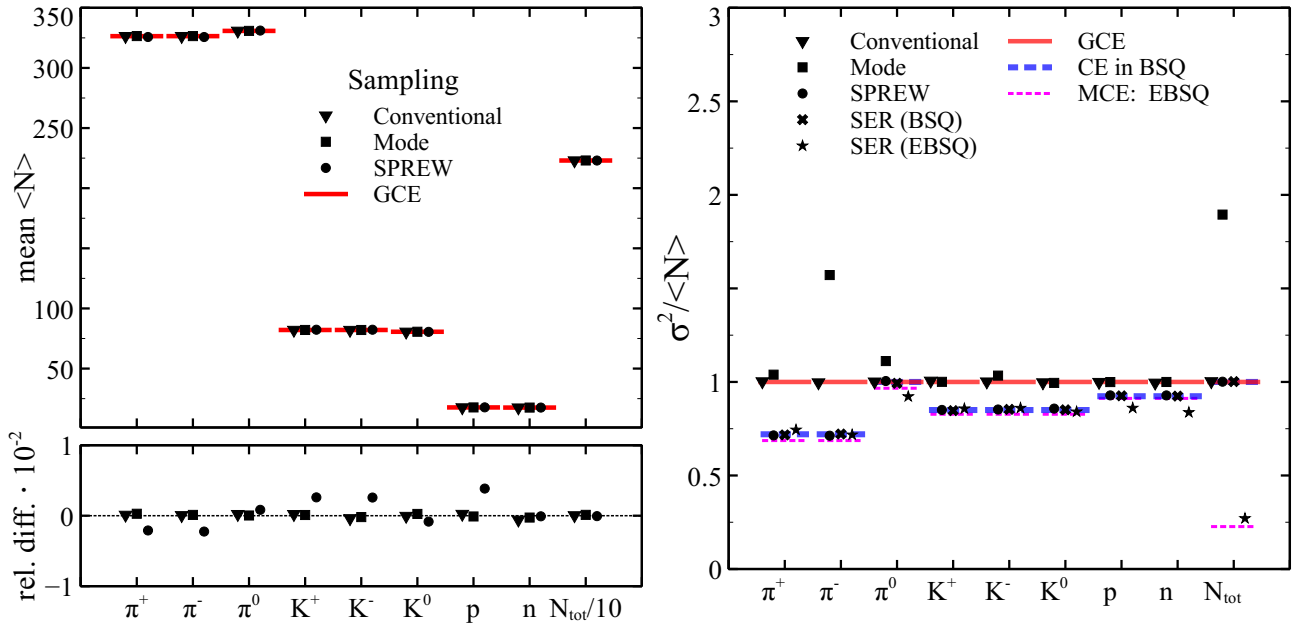 350
300
250
100
50
mean <N>
Sampling
Conventional
Mode
SPREW
GCE
1
0
−1
rel. diff. · 10⁻²
π⁺ π⁻ π⁰ K⁺ K⁻ K⁰ p n N_tot/10
3
2.5
2
1.5
1
0.5
0
σ²/<N>
Conventional
Mode
SPREW
SER (BSQ)
SER (EBSQ)
GCE
CE in BSQ
MCE: EBSQ
π⁺ π⁻ π⁰ K⁺ K⁻ K⁰ p n N_tot